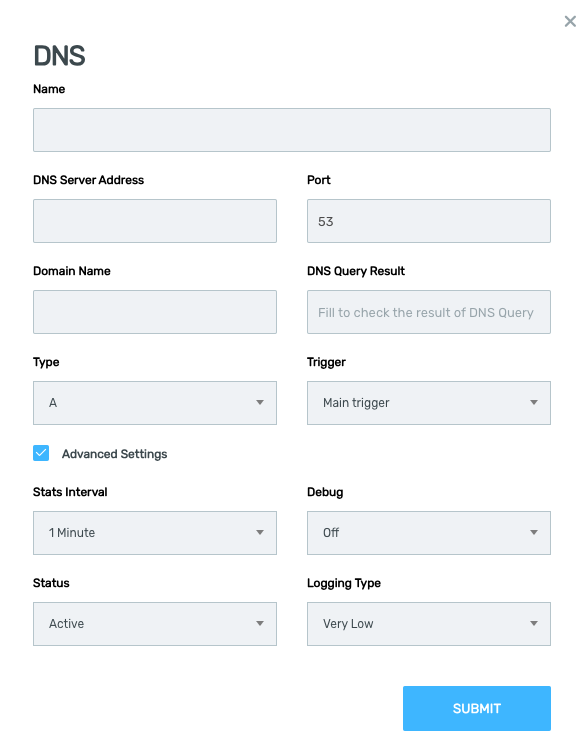 DNS
Name
DNS Server Address
Port
53
Domain Name
DNS Query Result
Fill to check the result of DNS Query
Type
Trigger
A
Main trigger
Advanced Settings
Stats Interval
Debug
1 Minute
Off
Status
Logging Type
Active
Very Low
SUBMIT